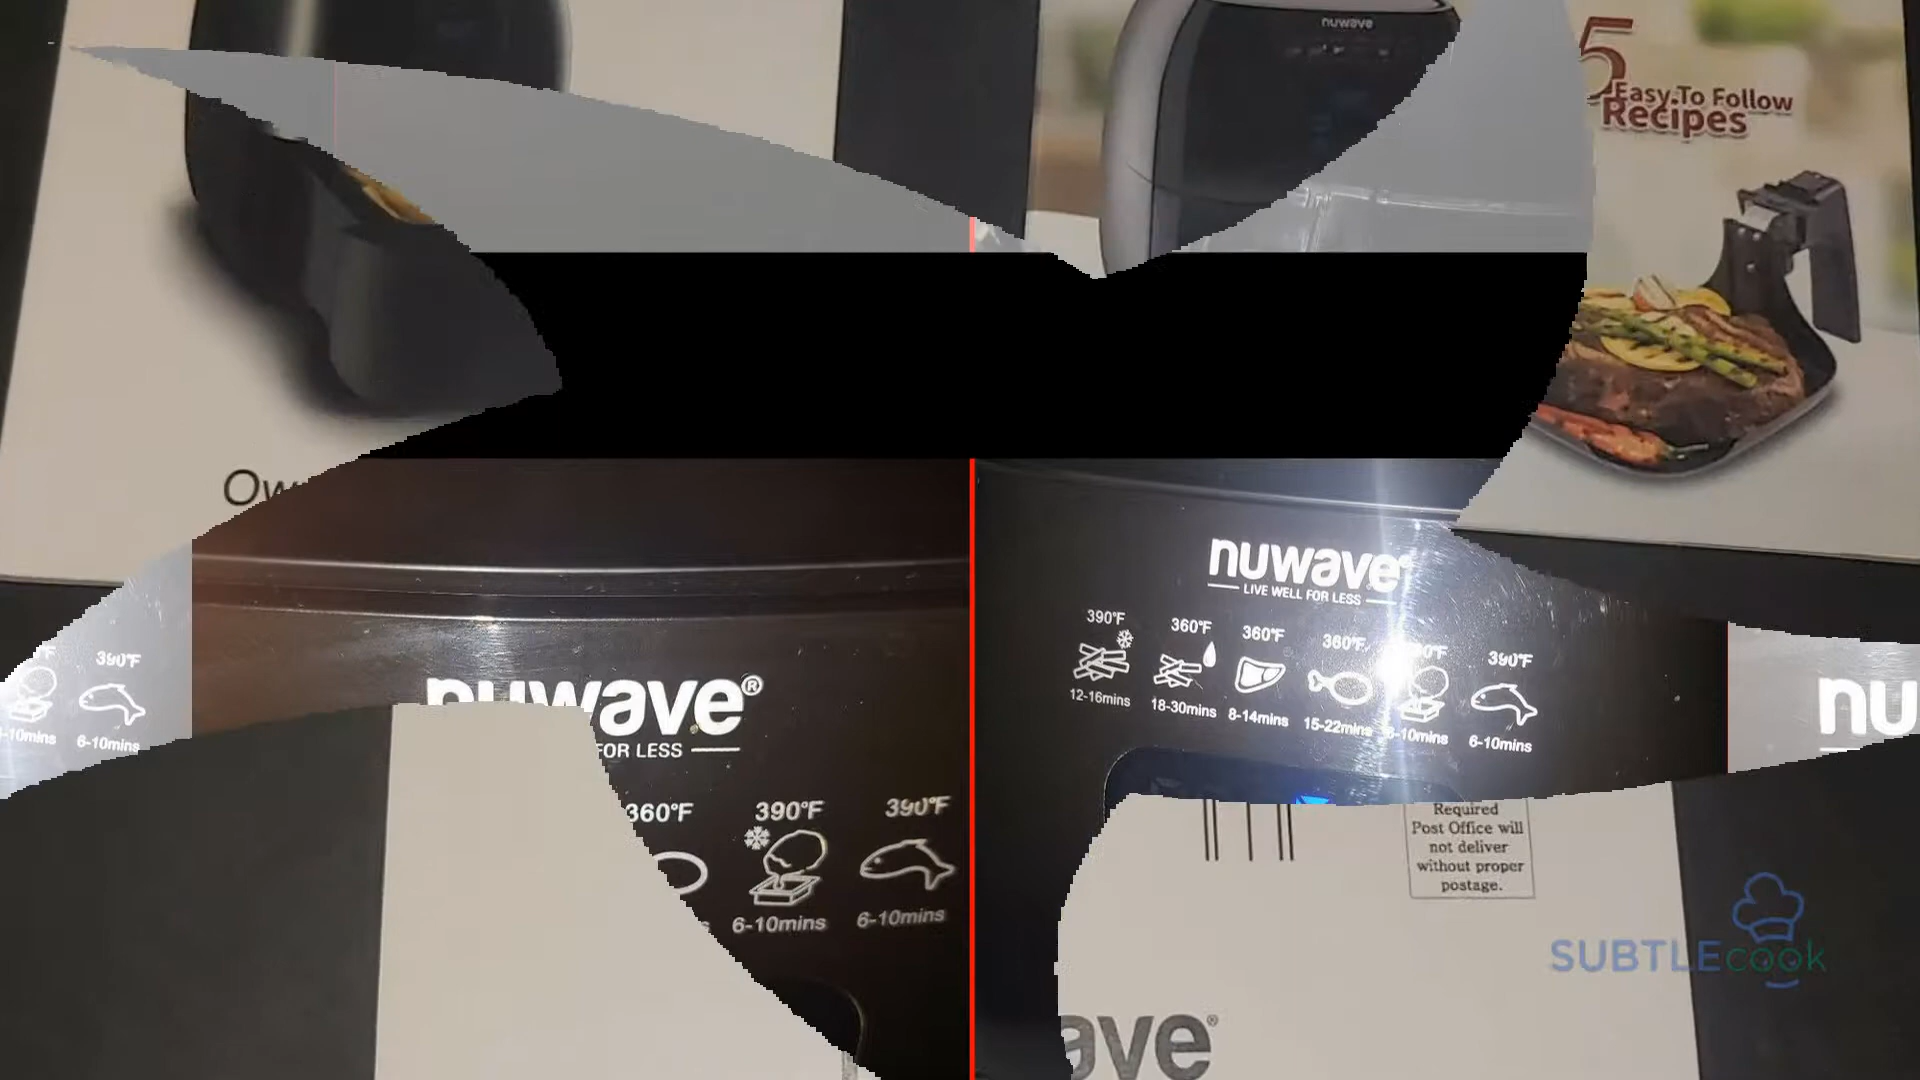 nuwave
5
Easy To Follow
Recipes
nuwave
LIVE WELL FOR LESS
390°F
360°F
360°F
360°F
390°F
12-16mins
18-30mins
8-14mins
15-22mins
6-10mins
6-10mins
390°F
6-10mins
nuwave®
FOR LESS
360°F
390°F
390°F
6-10mins
6-10mins
nu
Required
Post Office will
not deliver
without proper
postage.
SUBTLEcook
ave®